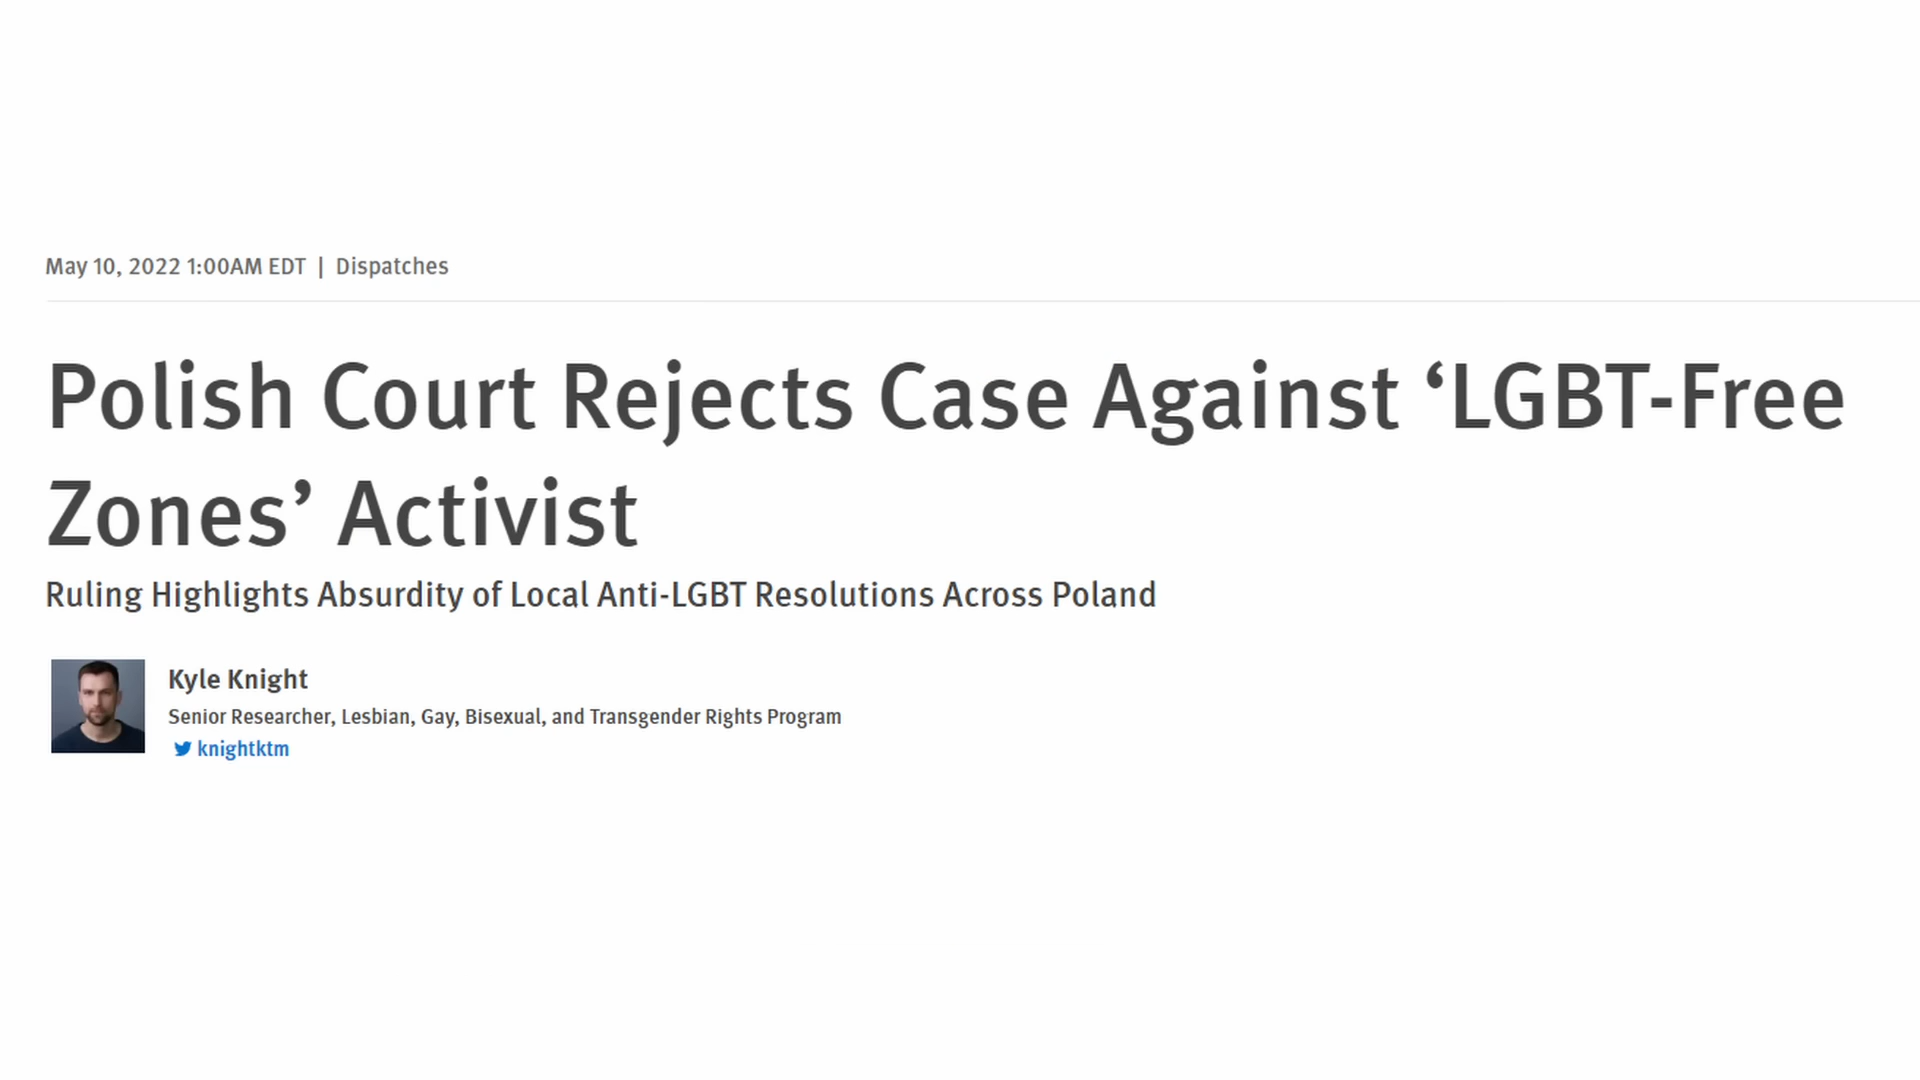 May 10, 2022 1:00AM EDT | Dispatches
Polish Court Rejects Case Against ‘LGBT-Free
Zones’ Activist
Ruling Highlights Absurdity of Local Anti-LGBT Resolutions Across Poland
Kyle Knight
Senior Researcher, Lesbian, Gay, Bisexual, and Transgender Rights Program
knightktm